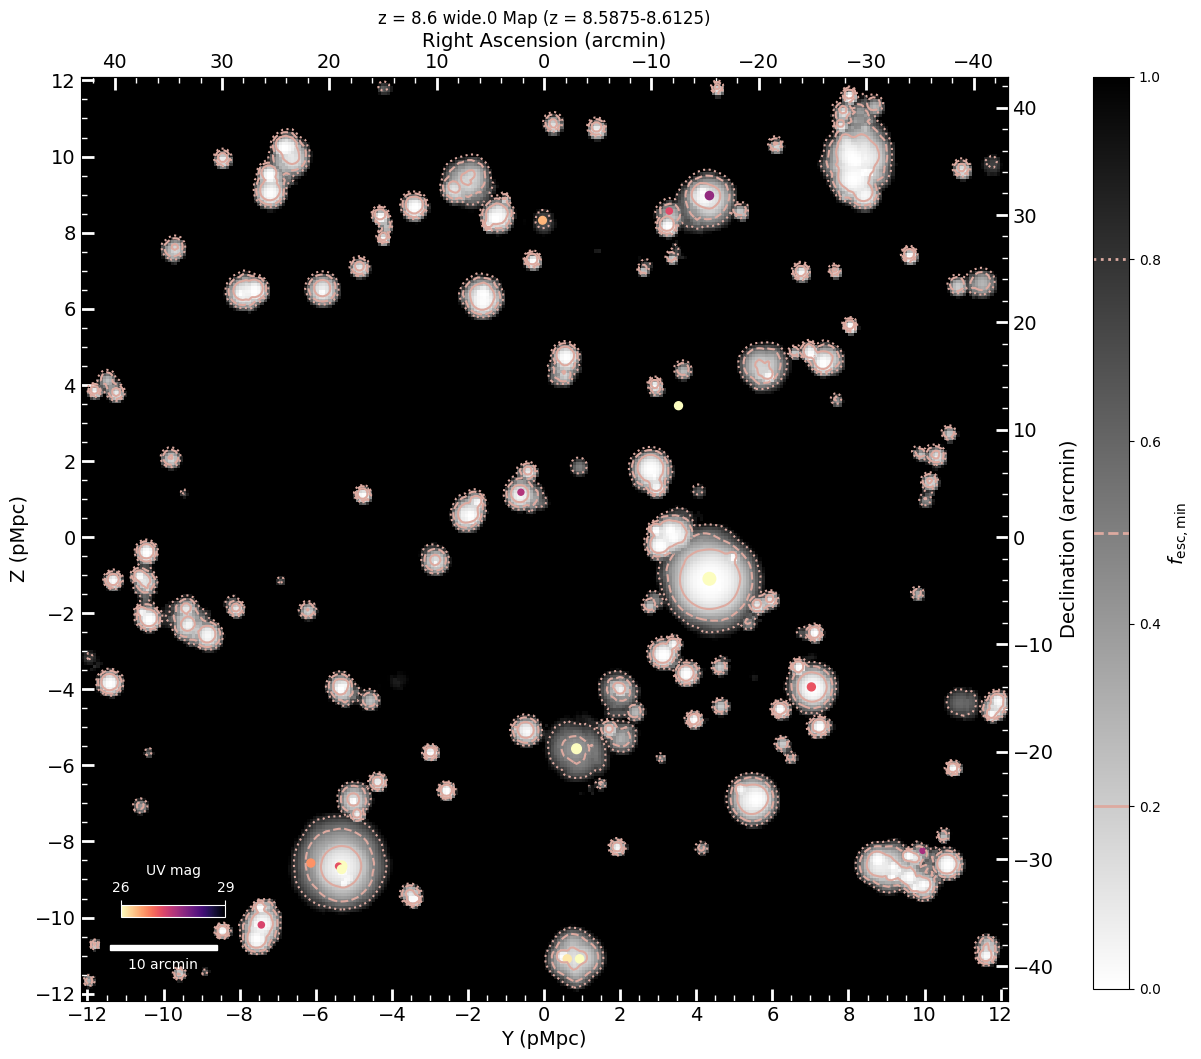 z = 8.6 wide.0 Map (z = 8.5875-8.6125)
Right Ascension (arcmin)
40 30 20 10 0 −10 −20 −30 −40
12 10 8 6 4 2 0 −2 −4 −6 −8 −10 −12
Z (pMpc)
40 30 20 10 0 −10 −20 −30 −40
Declination (arcmin)
1.0 0.8 0.6 0.4 0.2 0.0
fesc,min
UV mag
26 29
10 arcmin
−12 −10 −8 −6 −4 −2 0 2 4 6 8 10 12
Y (pMpc)